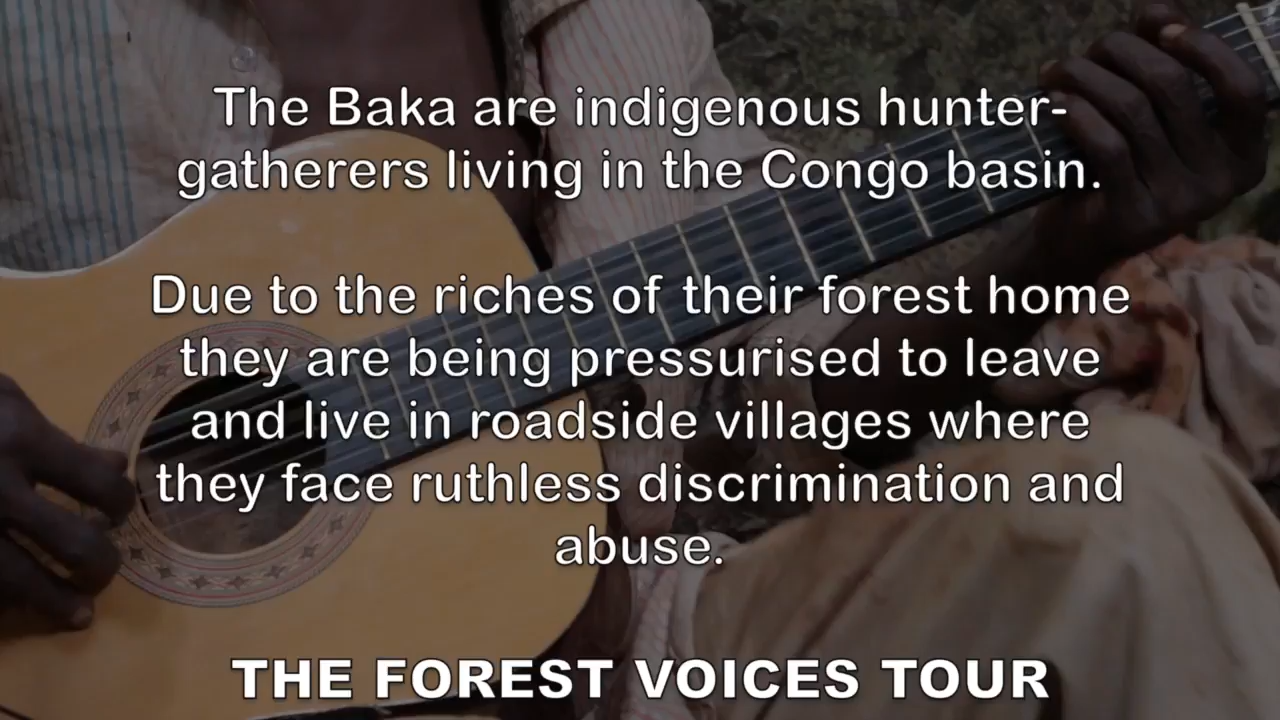 The Baka are indigenous hunter-
gatherers living in the Congo basin.
Due to the riches of their forest home
they are being pressurised to leave
and live in roadside villages where
they face ruthless discrimination and
abuse.
THE FOREST VOICES TOUR